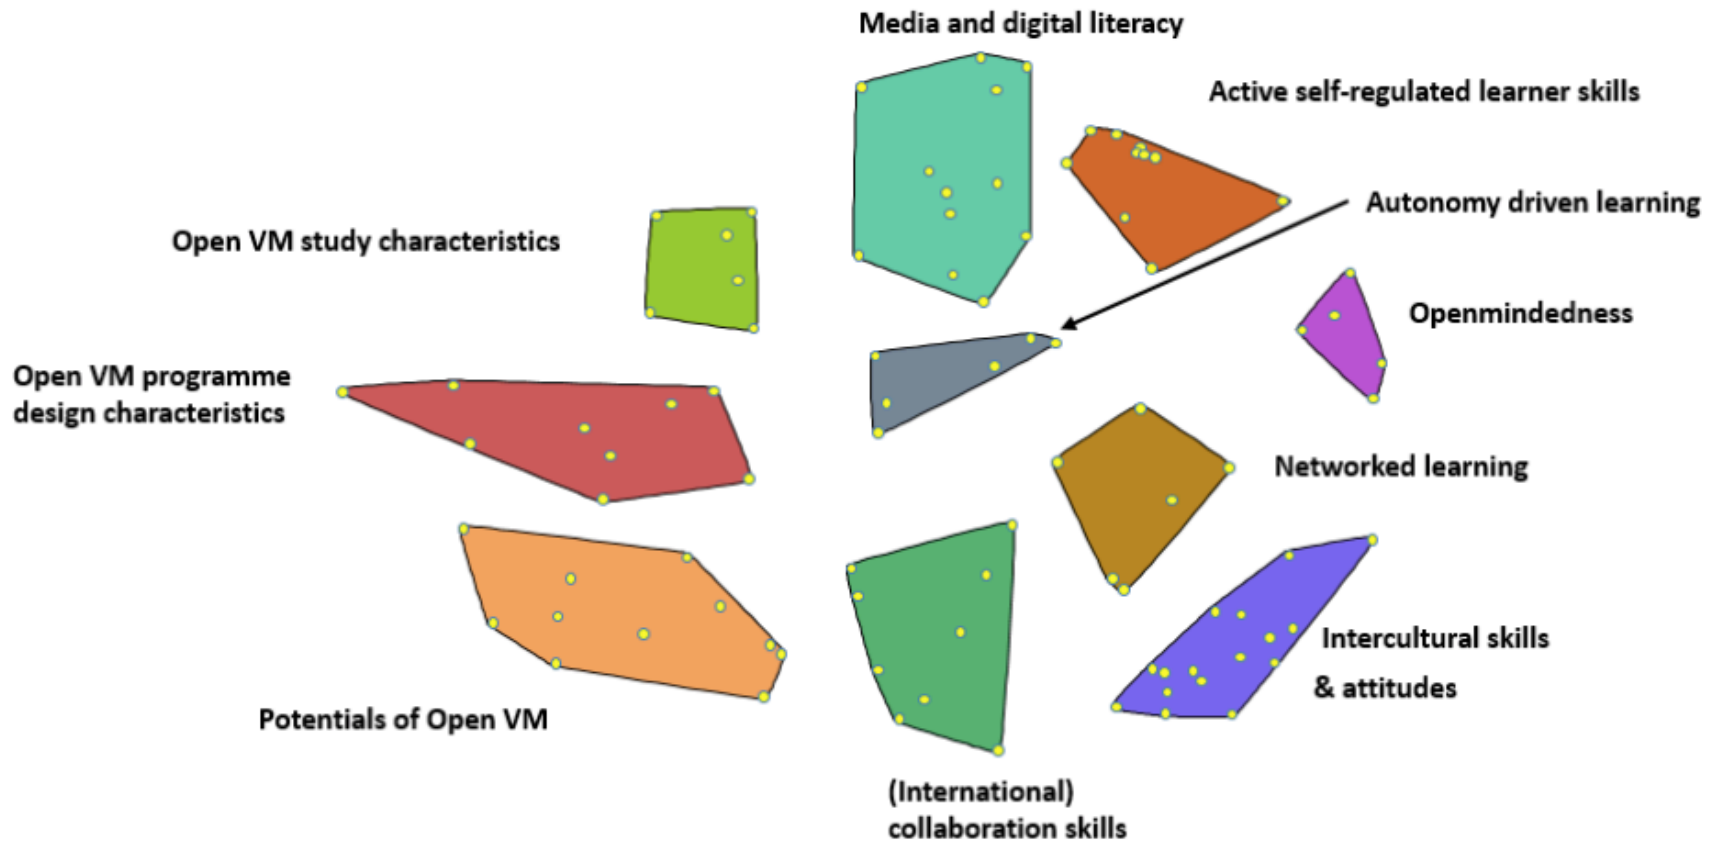 Media and digital literacy
Active self-regulated learner skills
Autonomy driven learning
Open VM study characteristics
Openmindedness
Open VM programme
design characteristics
Networked learning
Intercultural skills
& attitudes
Potentials of Open VM
(International)
collaboration skills